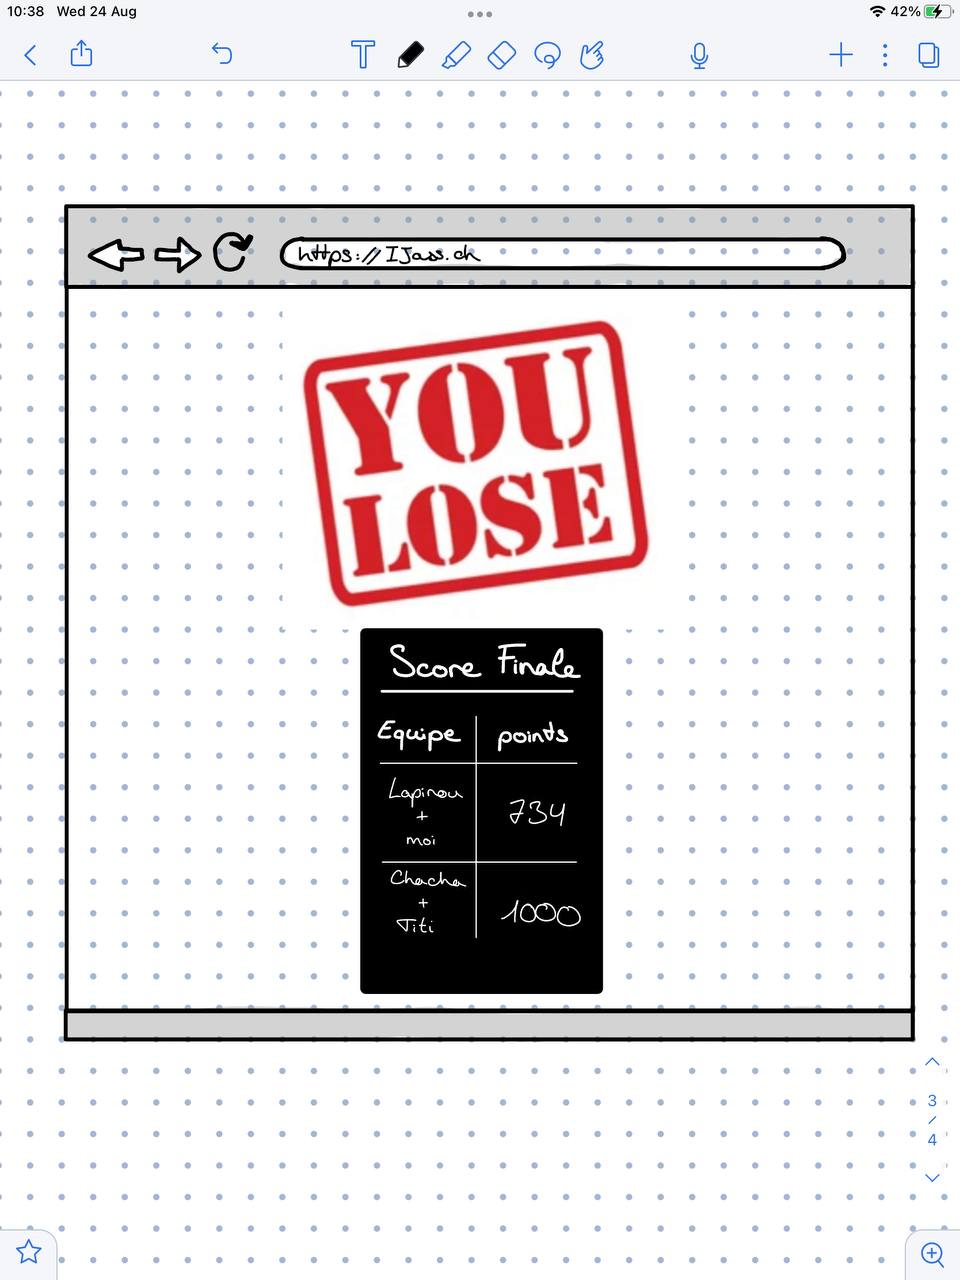 10:38 Wed 24 Aug 42%
https://IJass.ch
YOU
LOSE
Score Finale
Equipe points
Lapinou
+
moi
734
Chacha
+
Titi
1000
3
/
4